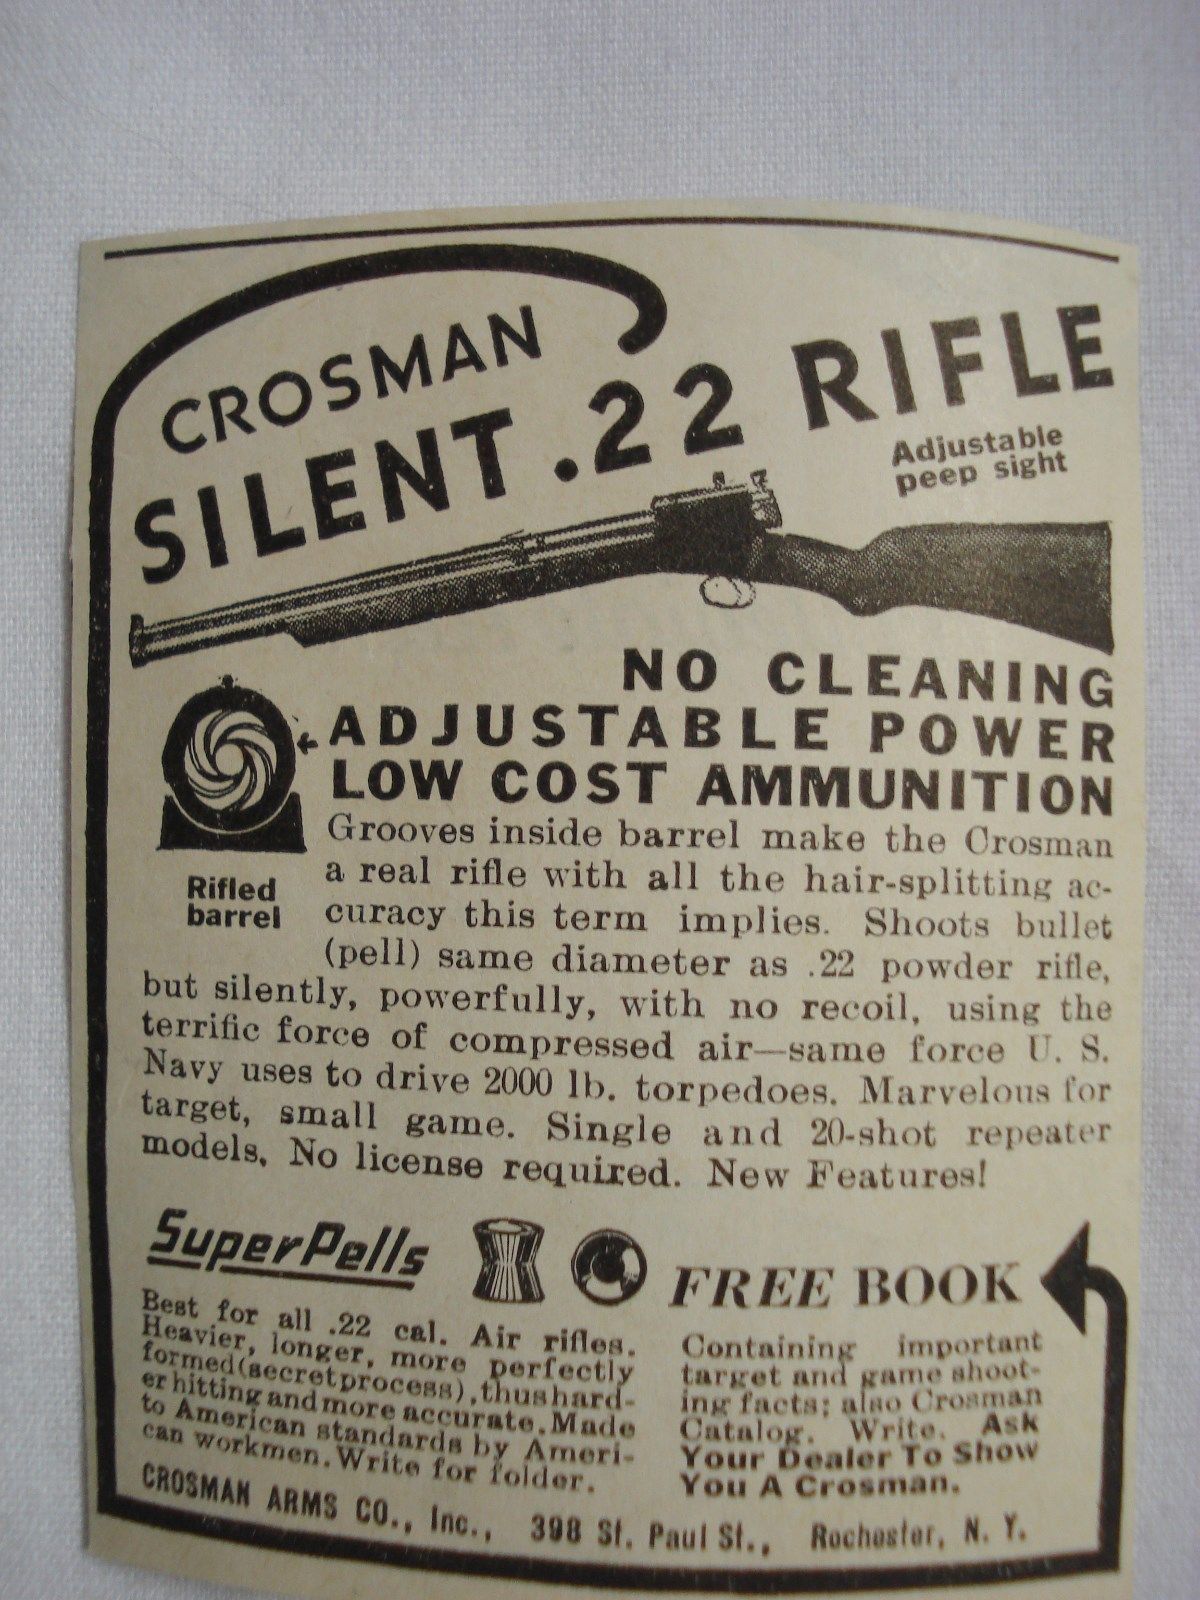 CROSMAN
SILENT .22 RIFLE
Adjustable
peep sight
NO CLEANING
ADJUSTABLE POWER
LOW COST AMMUNITION
Rifled
barrel
Grooves inside barrel make the Crosman
a real rifle with all the hair-splitting ac-
curacy this term implies. Shoots bullet
(pell) same diameter as .22 powder rifle,
but silently, powerfully, with no recoil, using the
terrific force of compressed air—same force U. S.
Navy uses to drive 2000 lb. torpedoes. Marvelous for
target, small game. Single and 20-shot repeater
models. No license required. New Features!
SuperPells
Best for all .22 cal. Air rifles.
Heavier, longer, more perfectly
formed (secret process), thus hard-
er hitting and more accurate. Made
to American standards by Ameri-
can workmen. Write for folder.
FREE BOOK
Containing important
target and game shoot-
ing facts; also Crosman
Catalog. Write. Ask
Your Dealer To Show
You A Crosman.
CROSMAN ARMS CO., Inc., 398 St. Paul St., Rochester, N. Y.